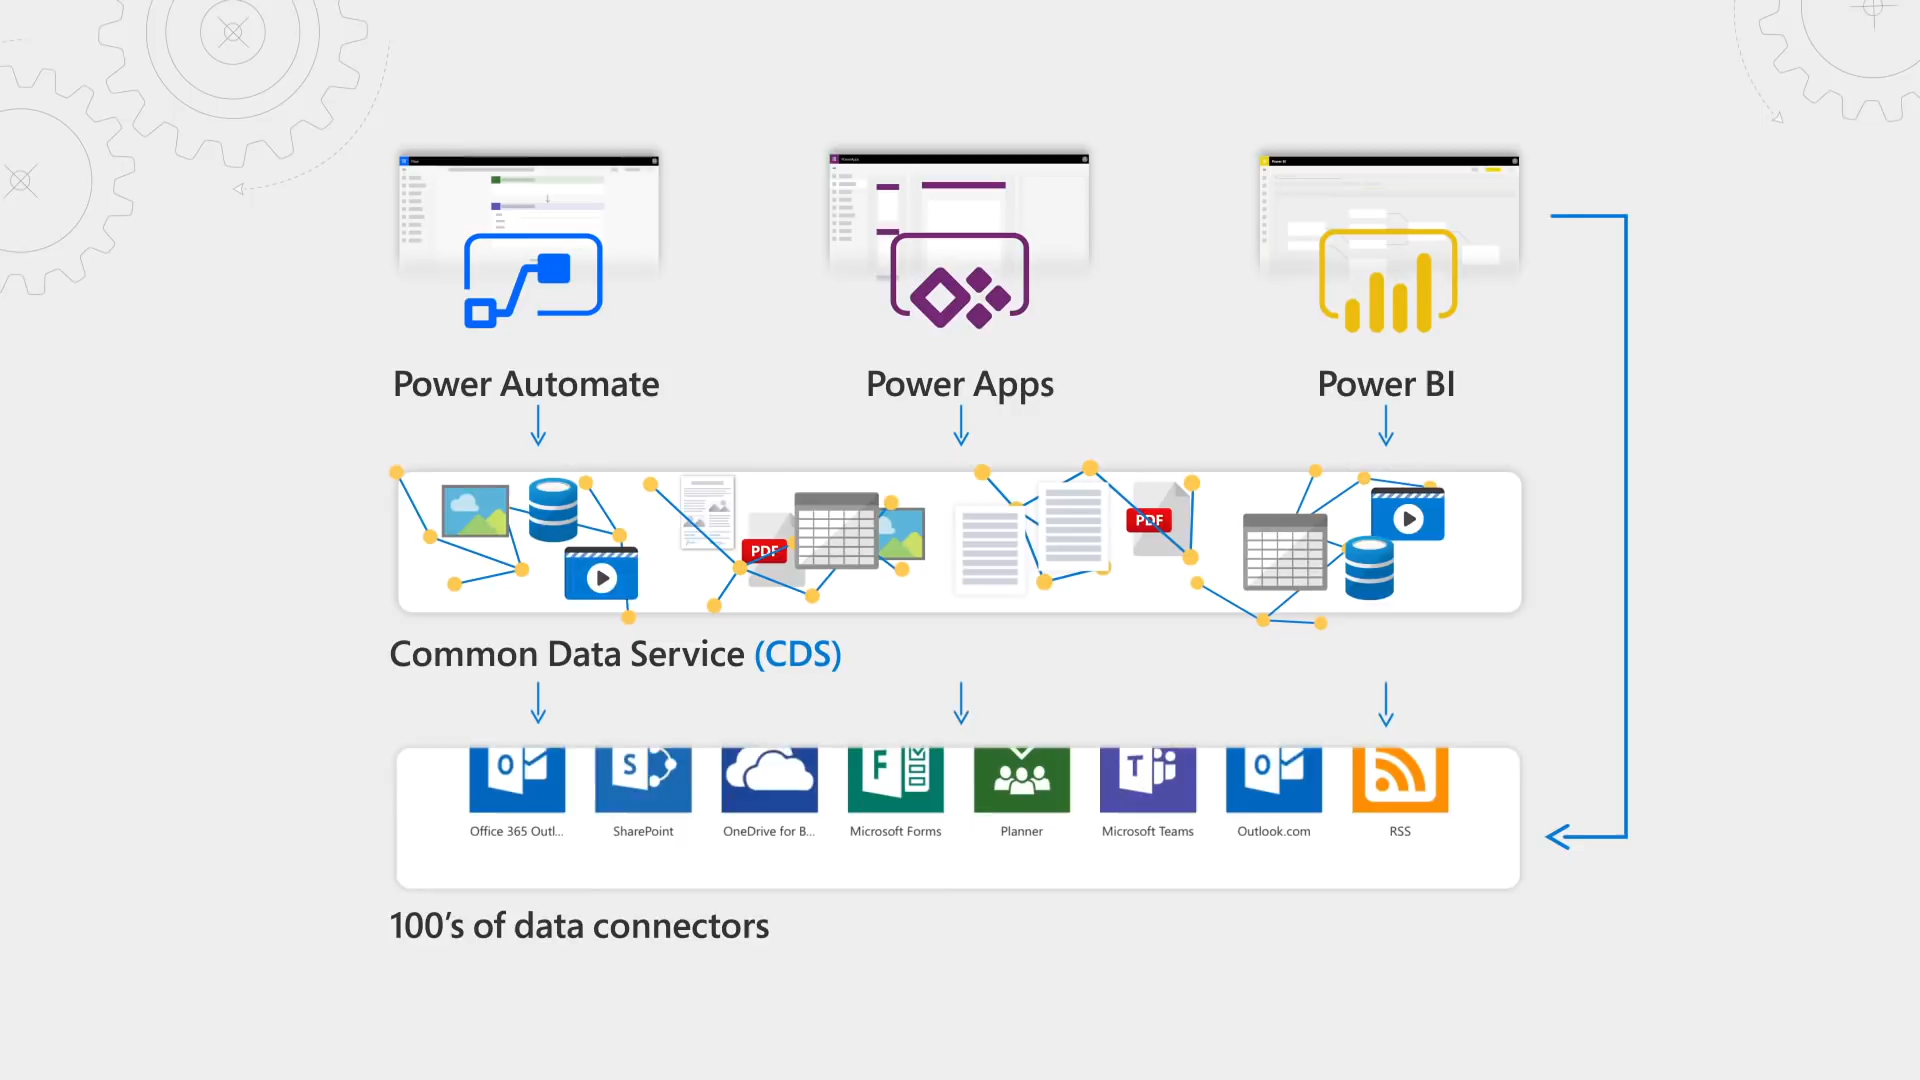 Power Automate
Power Apps
Power BI
PDF
PDF
Common Data Service (CDS)
O
S
F
T
O
Office 365 Outl...
SharePoint
OneDrive for B...
Microsoft Forms
Planner
Microsoft Teams
Outlook.com
RSS
100’s of data connectors